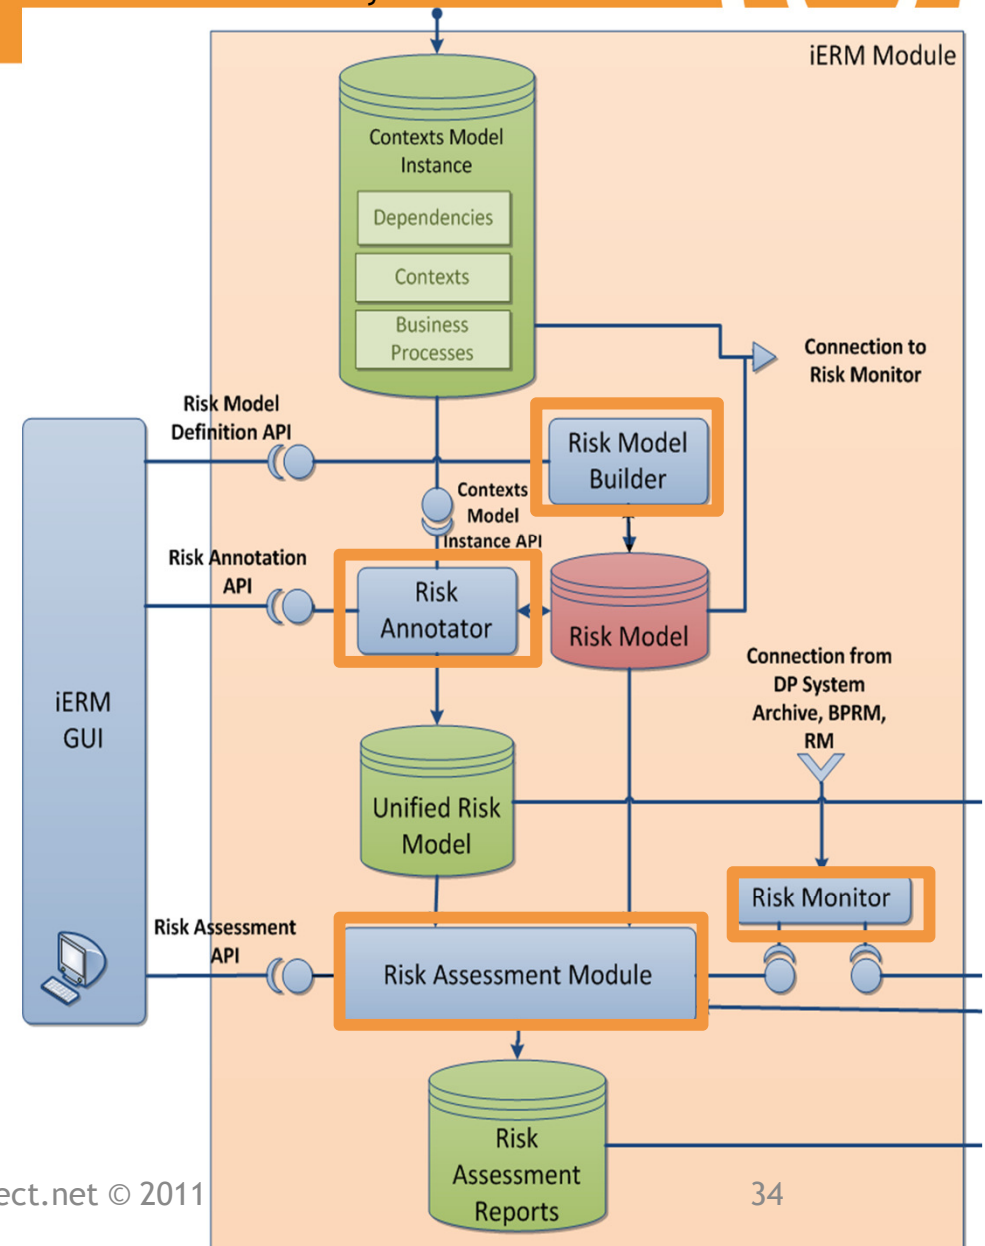 iERM Module
Contexts Model
Instance
Dependencies
Contexts
Business
Processes
Connection to
Risk Monitor
Risk Model
Definition API
Risk Model
Builder
Contexts
Model
Instance API
Risk Annotation
API
Risk
Annotator
Risk Model
iERM
GUI
Connection from
DP System
Archive, BPRM,
RM
Unified Risk
Model
Risk Monitor
Risk Assessment
API
Risk Assessment Module
Risk
Assessment
Reports
ect.net © 2011
34